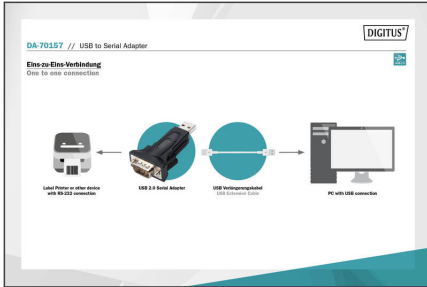 DIGITUS®
DA-70157 // USB to Serial Adapter
Eins-zu-Eins-Verbindung
One to one connection
Label Printer or other device
with RS-232 connection
USB 2.0 Serial Adapter
USB Verlängerungskabel
USB Extension Cable
PC with USB connection